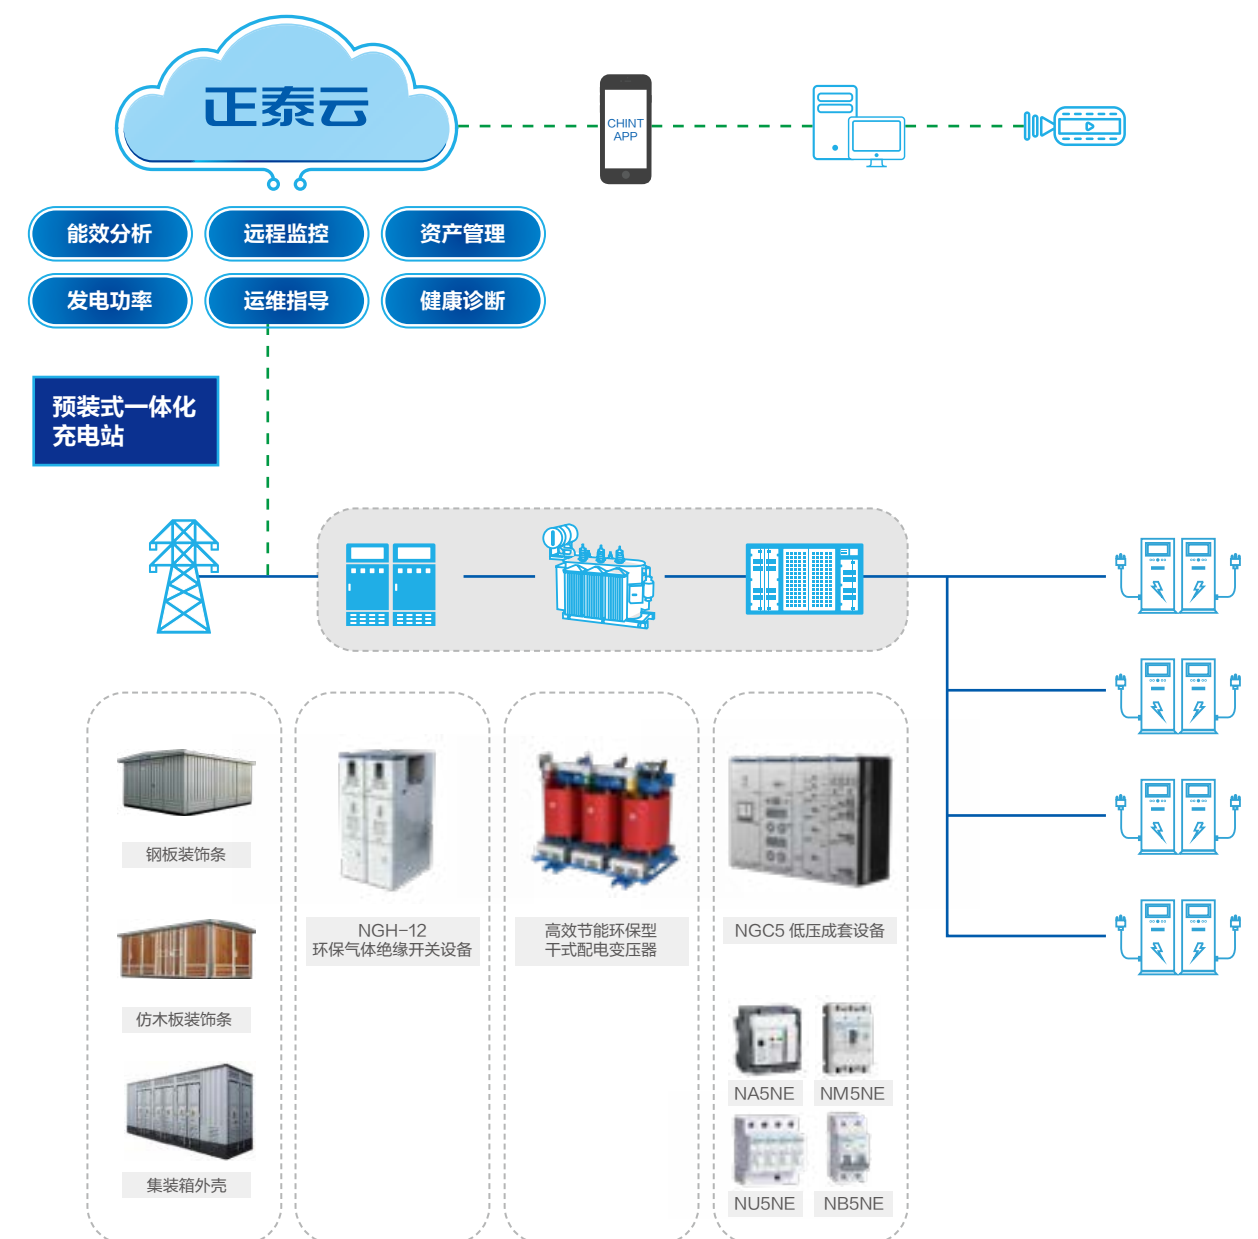 正泰云
CHINT
APP
能效分析
远程监控
资产管理
发电功率
运维指导
健康诊断
预装式一体化
充电站
钢板装饰条
仿木板装饰条
集装箱外壳
NGH-12
环保气体绝缘开关设备
高效节能环保型
干式配电变压器
NGC5 低压成套设备
NA5NE
NM5NE
NU5NE
NB5NE